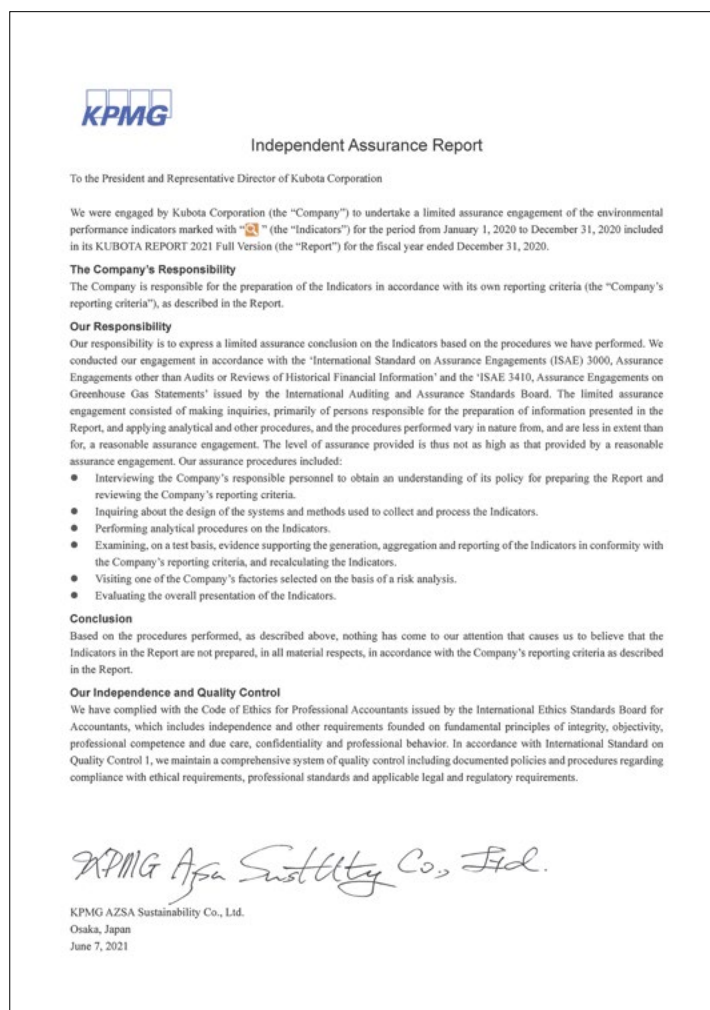 KPMG
Independent Assurance Report
To the President and Representative Director of Kubota Corporation
We were engaged by Kubota Corporation (the “Company”) to undertake a limited assurance engagement of the environmental
performance indicators marked with “ ” (the “Indicators”) for the period from January 1, 2020 to December 31, 2020 included
in its KUBOTA REPORT 2021 Full Version (the “Report”) for the fiscal year ended December 31, 2020.
The Company’s Responsibility
The Company is responsible for the preparation of the Indicators in accordance with its own reporting criteria (the “Company’s
reporting criteria”), as described in the Report.
Our Responsibility
Our responsibility is to express a limited assurance conclusion on the Indicators based on the procedures we have performed. We
conducted our engagement in accordance with the ‘International Standard on Assurance Engagements (ISAE) 3000, Assurance
Engagements other than Audits or Reviews of Historical Financial Information’ and the ‘ISAE 3410, Assurance Engagements on
Greenhouse Gas Statements’ issued by the International Auditing and Assurance Standards Board. The limited assurance
engagement consisted of making inquiries, primarily of persons responsible for the preparation of information presented in the
Report, and applying analytical and other procedures, and the procedures performed vary in nature from, and are less in extent than
for, a reasonable assurance engagement. The level of assurance provided is thus not as high as that provided by a reasonable
assurance engagement. Our assurance procedures included:
● Interviewing the Company’s responsible personnel to obtain an understanding of its policy for preparing the Report and
reviewing the Company’s reporting criteria.
● Inquiring about the design of the systems and methods used to collect and process the Indicators.
● Performing analytical procedures on the Indicators.
● Examining, on a test basis, evidence supporting the generation, aggregation and reporting of the Indicators in conformity with
the Company’s reporting criteria, and recalculating the Indicators.
● Visiting one of the Company’s factories selected on the basis of a risk analysis.
● Evaluating the overall presentation of the Indicators.
Conclusion
Based on the procedures performed, as described above, nothing has come to our attention that causes us to believe that the
Indicators in the Report are not prepared, in all material respects, in accordance with the Company’s reporting criteria as described
in the Report.
Our Independence and Quality Control
We have complied with the Code of Ethics for Professional Accountants issued by the International Ethics Standards Board for
Accountants, which includes independence and other requirements founded on fundamental principles of integrity, objectivity,
professional competence and due care, confidentiality and professional behavior. In accordance with International Standard on
Quality Control 1, we maintain a comprehensive system of quality control including documented policies and procedures regarding
compliance with ethical requirements, professional standards and applicable legal and regulatory requirements.
KPMG Co., Ltd.
KPMG AZSA Sustainability Co., Ltd.
Osaka, Japan
June 7, 2021